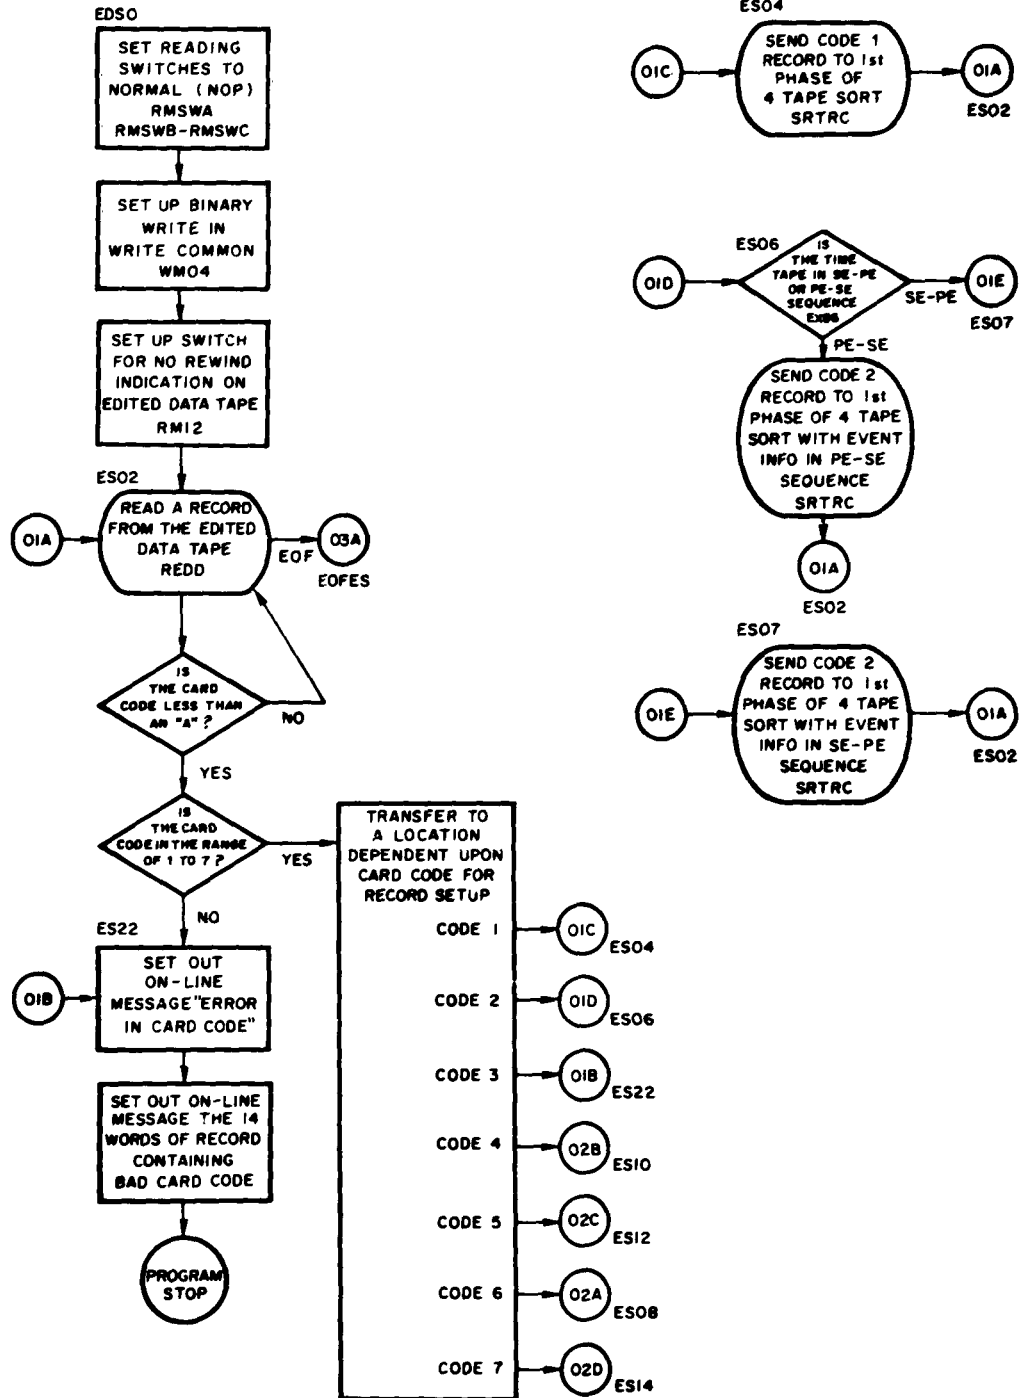 EDSO
SET READING
SWITCHES TO
NORMAL (NOP)
RMSWA
RMSWB-RMSWC
SET UP BINARY
WRITE IN
WRITE COMMON
WMO4
SET UP SWITCH
FOR NO REWIND
INDICATION ON
EDITED DATA TAPE
RM12
ES02
01A
READ A RECORD
FROM THE EDITED
DATA TAPE
REDD
EOF
03A
EOFES
IS
THE CARD
CODE LESS THAN
AN "A" ?
NO
YES
IS
THE CARD
CODE IN THE RANGE
OF 1 TO 7 ?
YES
NO
ES22
01B
SET OUT
ON-LINE
MESSAGE "ERROR
IN CARD CODE"
SET OUT ON-LINE
MESSAGE THE 14
WORDS OF RECORD
CONTAINING
BAD CARD CODE
PROGRAM
STOP
TRANSFER TO
A LOCATION
DEPENDENT UPON
CARD CODE FOR
RECORD SETUP
CODE 1
01C
ES04
CODE 2
01D
ES06
CODE 3
01B
ES22
CODE 4
02B
ES10
CODE 5
02C
ES12
CODE 6
02A
ES08
CODE 7
02D
ES14
ES04
01C
SEND CODE 1
RECORD TO 1st
PHASE OF
4 TAPE SORT
SRTRC
01A
ES02
ES06
01D
IS
THE TIME
TAPE IN SE-PE
OR PE-SE
SEQUENCE
EX06
SE-PE
01E
ES07
PE-SE
SEND CODE 2
RECORD TO 1st
PHASE OF 4 TAPE
SORT WITH EVENT
INFO IN PE-SE
SEQUENCE
SRTRC
01A
ES02
ES07
01E
SEND CODE 2
RECORD TO 1st
PHASE OF 4 TAPE
SORT WITH EVENT
INFO IN SE-PE
SEQUENCE
SRTRC
01A
ES02